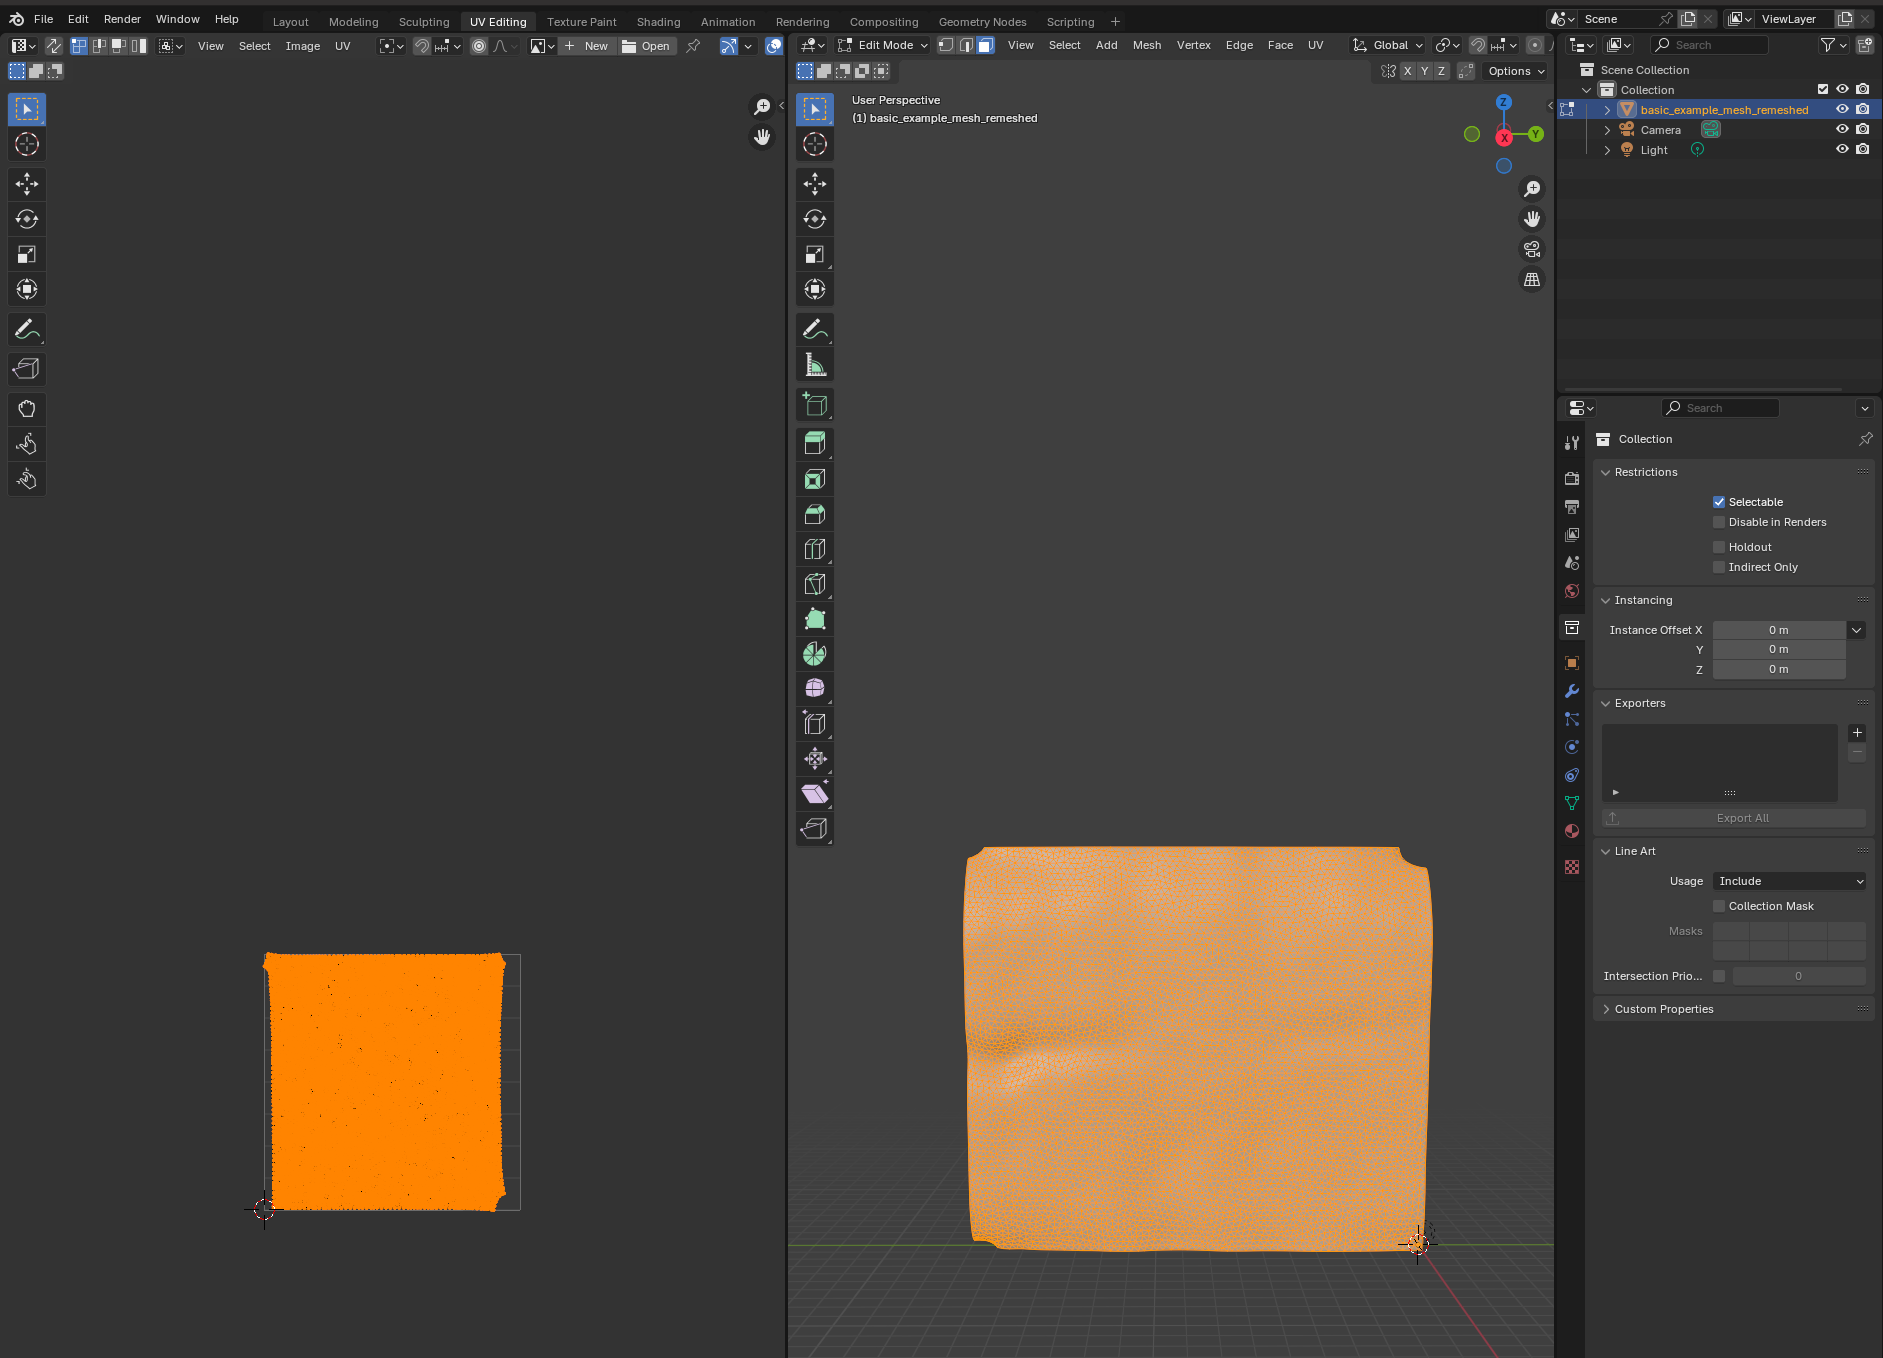 File Edit Render Window Help Layout Modeling Sculpting UV Editing Texture Paint Shading Animation Rendering Compositing Geometry Nodes Scripting Scene ViewLayer
View Select Image UV New Open
Edit Mode View Select Add Mesh Vertex Edge Face UV Global
Search
X Y Z Options
User Perspective
(1) basic_example_mesh_remeshed
Z
X
Y
Scene Collection
Collection
basic_example_mesh_remeshed
Camera
Light
Search
Collection
Restrictions
Selectable
Disable in Renders
Holdout
Indirect Only
Instancing
Instance Offset X 0 m
Y 0 m
Z 0 m
Exporters
Export All
Line Art
Usage Include
Collection Mask
Masks
Intersection Prio... 0
Custom Properties